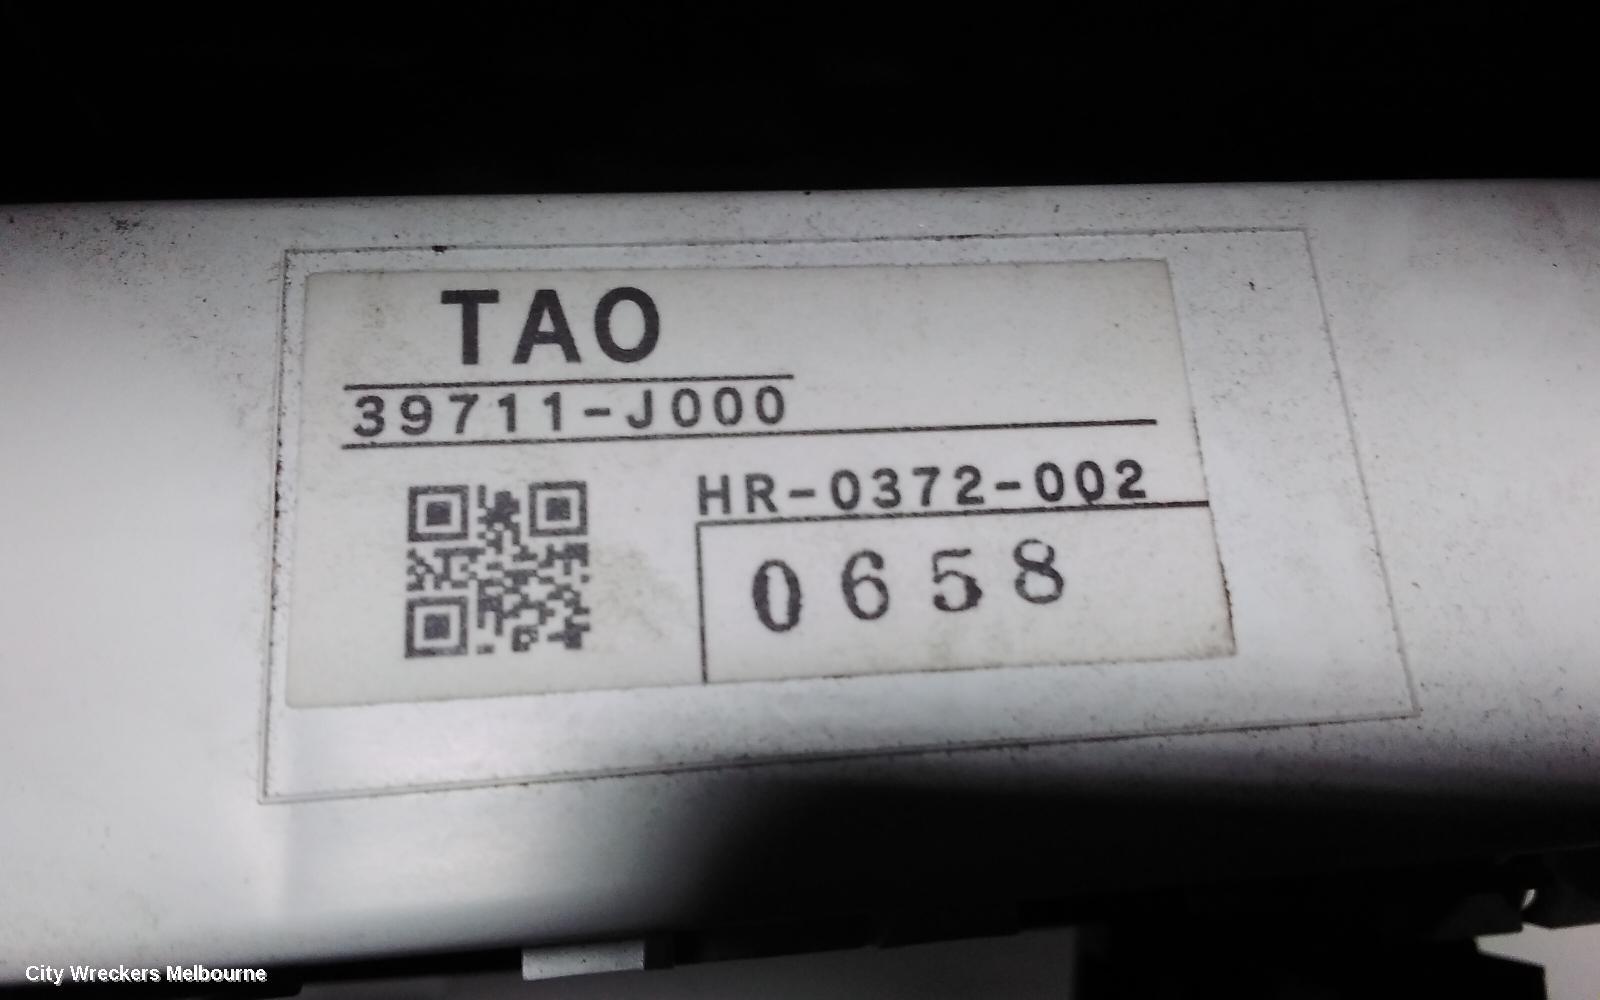 TAO
39711-J000
HR-0372-002
0658
City Wreckers Melbourne